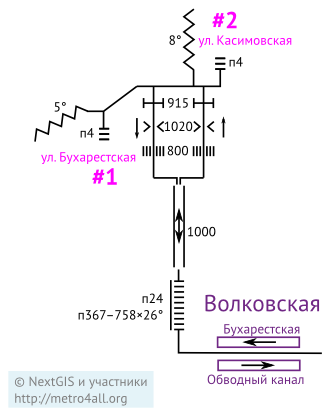 #2
8°
ул. Касимовская
п4
5°
915
п4
1020
ул. Бухарестская
800
#1
1000
п24
п367–758×26°
Волковская
Бухарестская
Обводный канал
© NextGIS и участники
http://metro4all.org